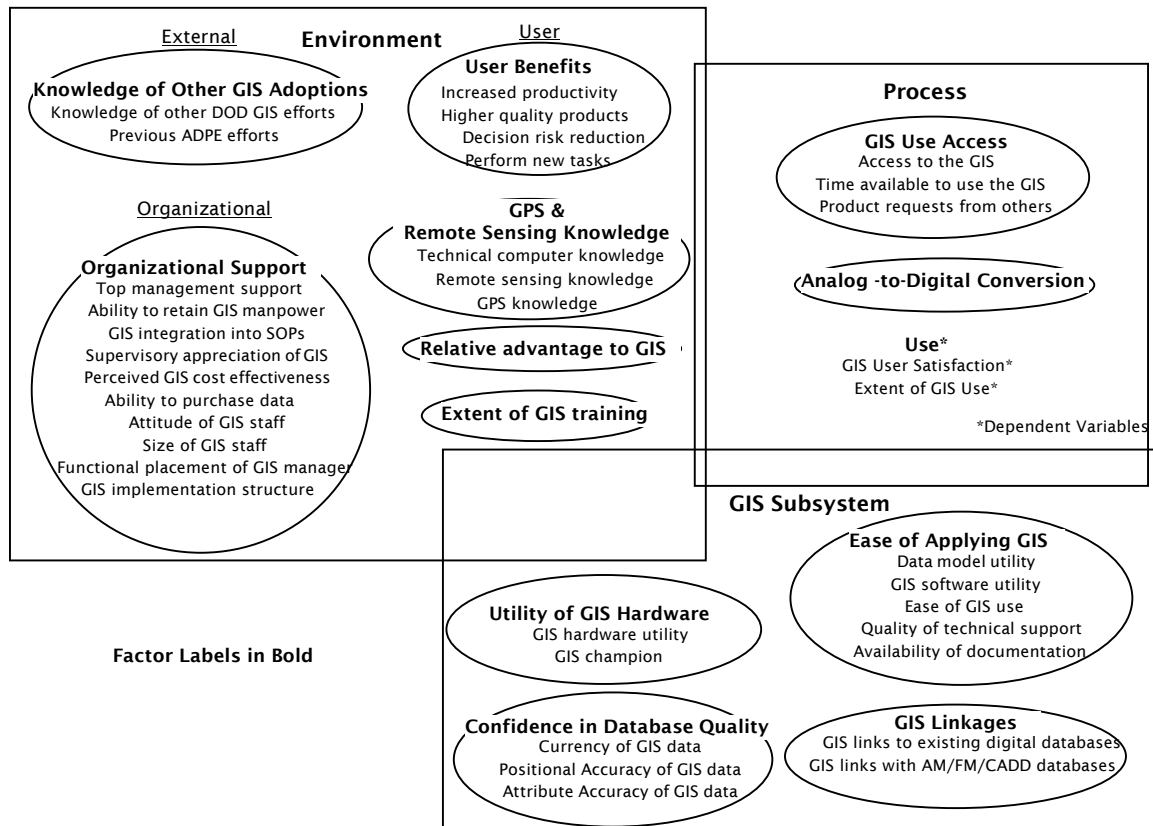 Environment
External
Knowledge of Other GIS Adoptions
Knowledge of other DOD GIS efforts
Previous ADPE efforts
Organizational
Organizational Support
Top management support
Ability to retain GIS manpower
GIS integration into SOPs
Supervisory appreciation of GIS
Perceived GIS cost effectiveness
Ability to purchase data
Attitude of GIS staff
Size of GIS staff
Functional placement of GIS manager
GIS implementation structure
User
User Benefits
Increased productivity
Higher quality products
Decision risk reduction
Perform new tasks
GPS &
Remote Sensing Knowledge
Technical computer knowledge
Remote sensing knowledge
GPS knowledge
Relative advantage to GIS
Extent of GIS training
Process
GIS Use Access
Access to the GIS
Time available to use the GIS
Product requests from others
Analog -to-Digital Conversion
Use*
GIS User Satisfaction*
Extent of GIS Use*
*Dependent Variables
GIS Subsystem
Ease of Applying GIS
Data model utility
GIS software utility
Ease of GIS use
Quality of technical support
Availability of documentation
Utility of GIS Hardware
GIS hardware utility
GIS champion
Confidence in Database Quality
Currency of GIS data
Positional Accuracy of GIS data
Attribute Accuracy of GIS data
GIS Linkages
GIS links to existing digital databases
GIS links with AM/FM/CADD databases
Factor Labels in Bold